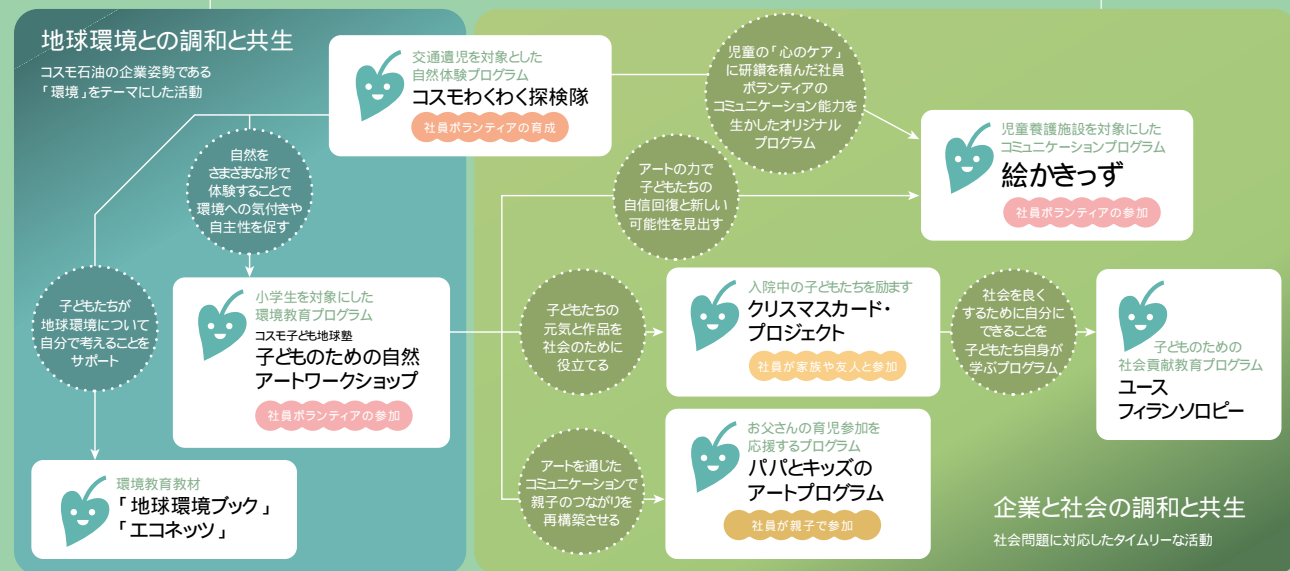 地球環境との調和と共生
コスモ石油の企業姿勢である
「環境」をテーマにした活動
交通遺児を対象とした
自然体験プログラム
コスモわくわく探検隊
社員ボランティアの育成
児童の「心のケア」
に研鑽を積んだ社員
ボランティアの
コミュニケーション能力を
生かしたオリジナル
プログラム
児童養護施設を対象にした
コミュニケーションプログラム
絵かきっず
社員ボランティアの参加
自然を
さまざまな形で
体験することで
環境への気付きや
自主性を促す
アートの力で
子どもたちの
自信回復と新しい
可能性を見出す
子どもたちが
地球環境について
自分で考えることを
サポート
小学生を対象にした
環境教育プログラム
コスモ子ども地球塾
子どものための自然
アートワークショップ
社員ボランティアの参加
子どもたちの
元気と作品を
社会のために
役立てる
入院中の子どもたちを励ます
クリスマスカード・
プロジェクト
社員が家族や友人と参加
社会を良く
するために自分に
できることを
子どもたち自身が
学ぶプログラム
子どものための
社会貢献教育プログラム
ユース
フィランソロピー
環境教育教材
「地球環境ブック」
「エコネッツ」
アートを通じた
コミュニケーションで
親子のつながりを
再構築させる
お父さんの育児参加を
応援するプログラム
パパとキッズの
アートプログラム
社員が親子で参加
企業と社会の調和と共生
社会問題に対応したタイムリーな活動